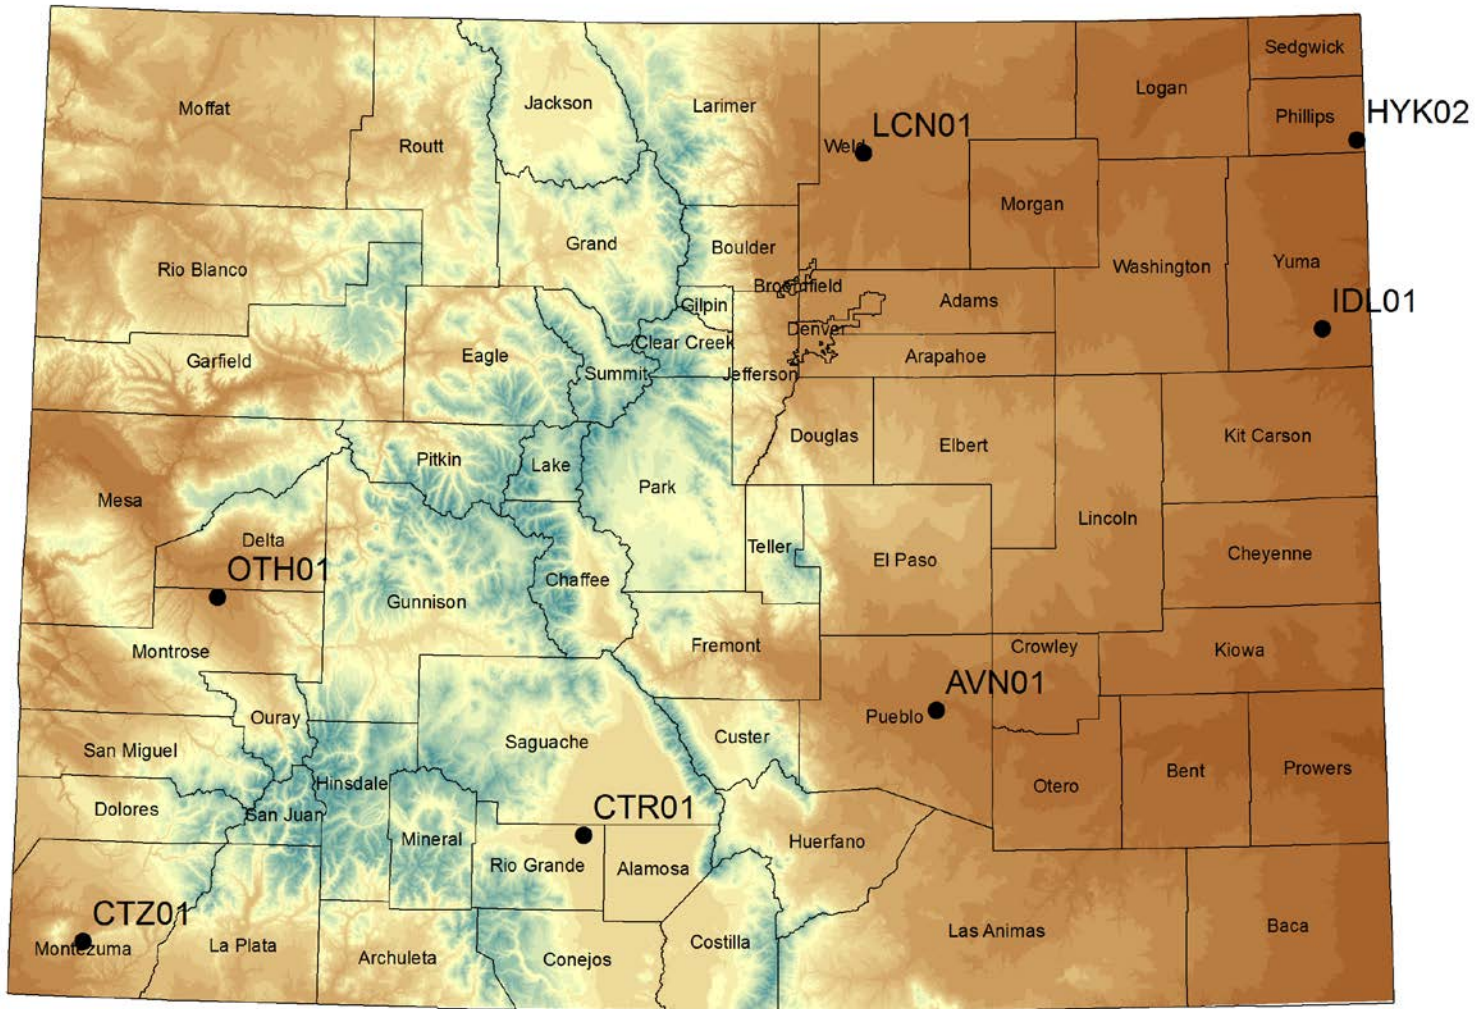 Sedgwick
Logan
Moffat
Jackson
Larimer
Phillips
HYK02
LCN01
Routt
Weld
Morgan
Grand
Boulder
Rio Blanco
Washington
Yuma
Broomfield
Gilpin
Adams
IDL01
Denver
Clear Creek
Garfield
Eagle
Arapahoe
Summit
Jefferson
Douglas
Elbert
Kit Carson
Pitkin
Lake
Park
Mesa
Lincoln
Delta
Teller
Cheyenne
OTH01
Chaffee
El Paso
Gunnison
Montrose
Fremont
Crowley
Kiowa
AVN01
Ouray
Pueblo
San Miguel
Saguache
Custer
Bent
Prowers
Hinsdale
Otero
Dolores
San Juan
CTR01
Mineral
Huerfano
Rio Grande
Alamosa
CTZ01
Montezuma
La Plata
Archuleta
Conejos
Costilla
Las Animas
Baca